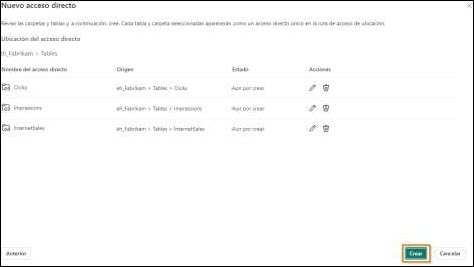 Nuevo acceso directo
Revise las carpetas y tablas y, a continuación, cree. Cada tabla y carpeta seleccionadas aparecerán como un acceso directo único en la ruta de acceso de ubicación.
Ubicación del acceso directo
lh_Fabrikam > Tables
Nombre del acceso directo Origen Estado Acciones
Clicks eh_Fabrikam > Tables > Clicks Aún por crear
Impressions eh_Fabrikam > Tables > Impressions Aún por crear
InternetSales eh_Fabrikam > Tables > InternetSales Aún por crear
Anterior Crear Cancelar